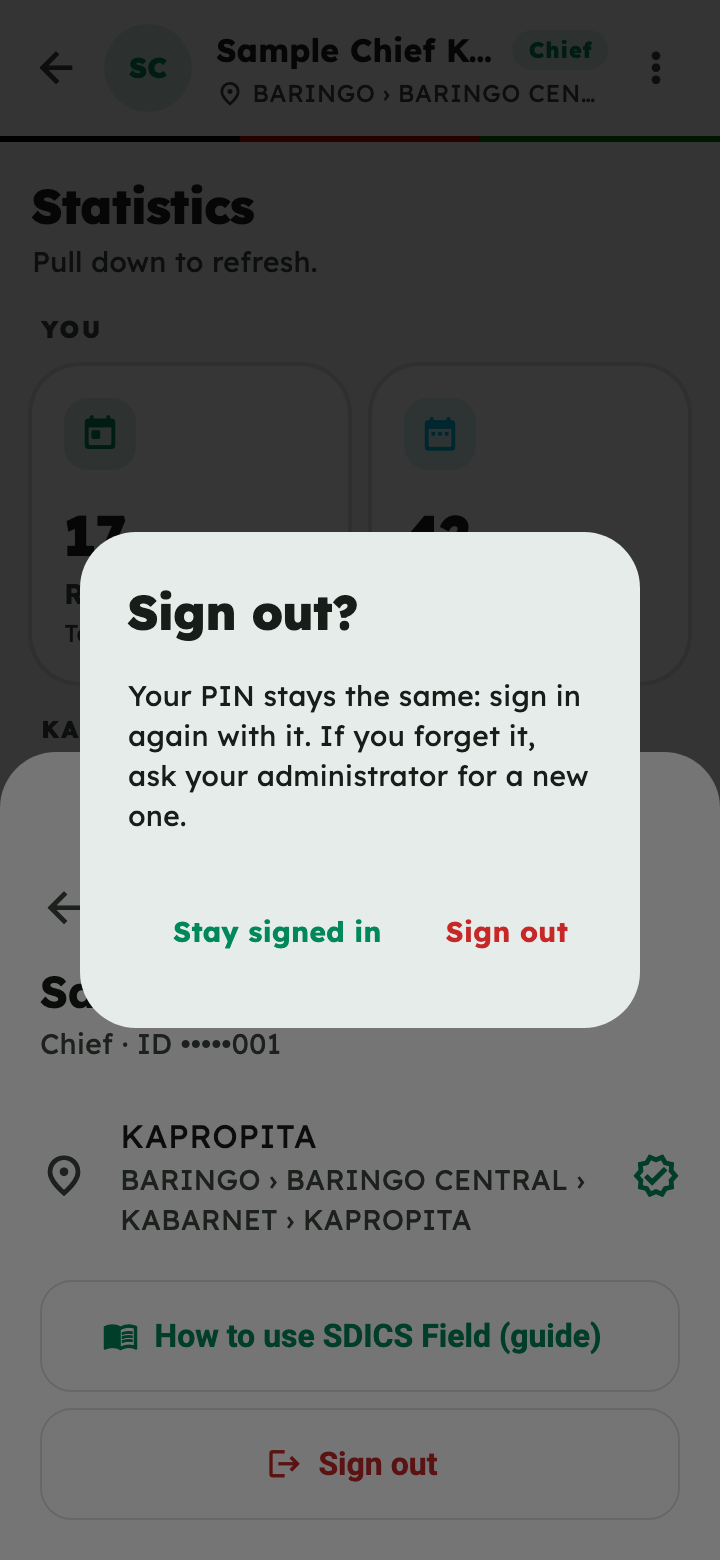 SC
Sample Chief K...
Chief
BARINGO › BARINGO CEN...
Statistics
Pull down to refresh.
YOU
17
42
Sign out?
Your PIN stays the same: sign in
again with it. If you forget it,
ask your administrator for a new
one.
Stay signed in
Sign out
Chief · ID •••••001
KAPROPITA
BARINGO › BARINGO CENTRAL ›
KABARNET › KAPROPITA
How to use SDICS Field (guide)
Sign out